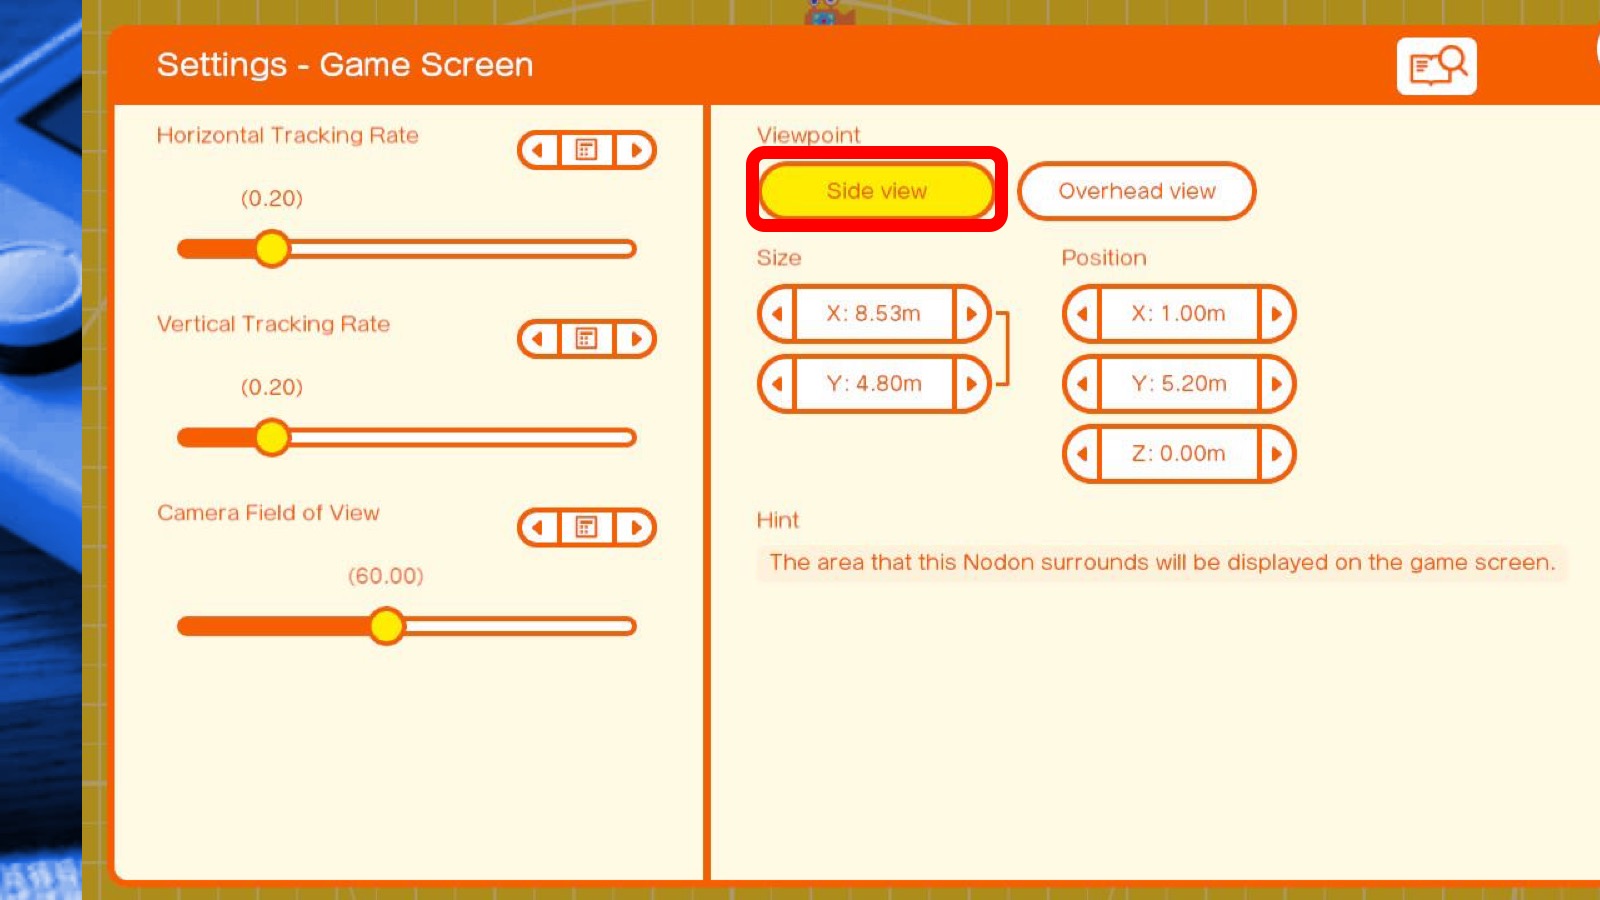 Settings - Game Screen
Horizontal Tracking Rate
(0.20)
Vertical Tracking Rate
(0.20)
Camera Field of View
(60.00)
Viewpoint
Side view
Overhead view
Size
X: 8.53m
Y: 4.80m
Position
X: 1.00m
Y: 5.20m
Z: 0.00m
Hint
The area that this Nodon surrounds will be displayed on the game screen.